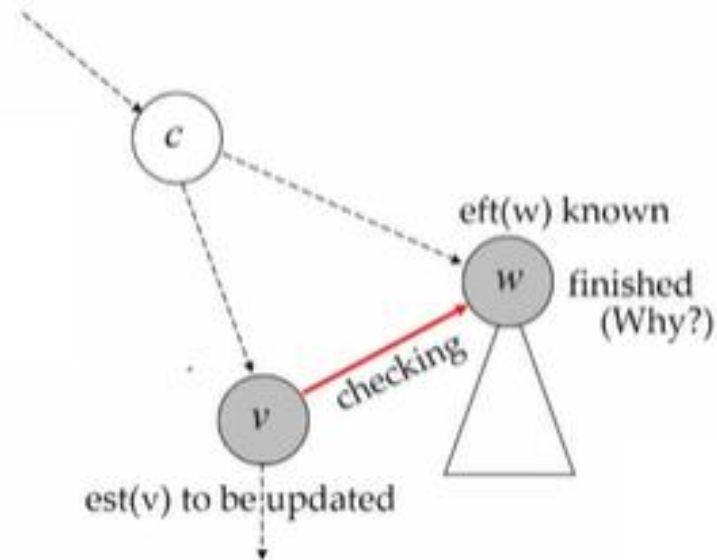 c
eft(w) known
w
finished
(Why?)
checking
v
est(v) to be updated